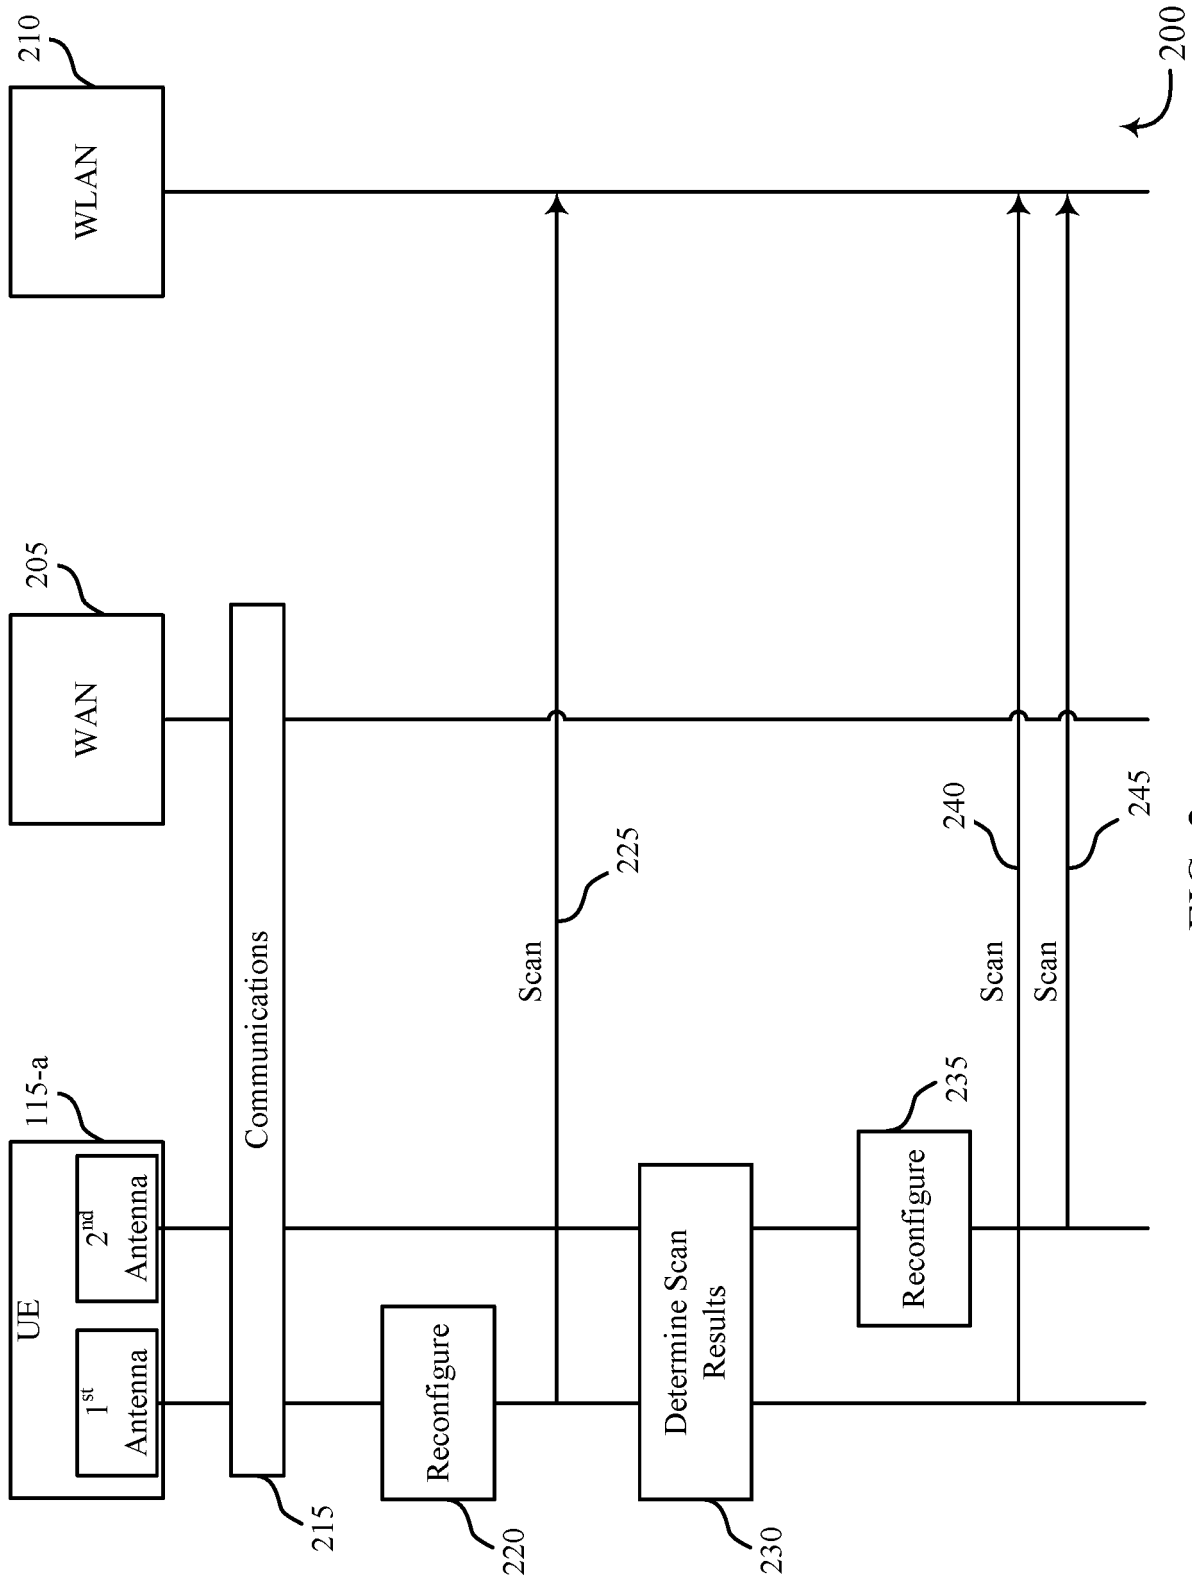 115-a
205
210
UE
1st
Antenna
2nd
Antenna
WAN
WLAN
215
Communications
220
Reconfigure
Scan
225
230
Determine Scan
Results
235
Reconfigure
240
Scan
Scan
245
200